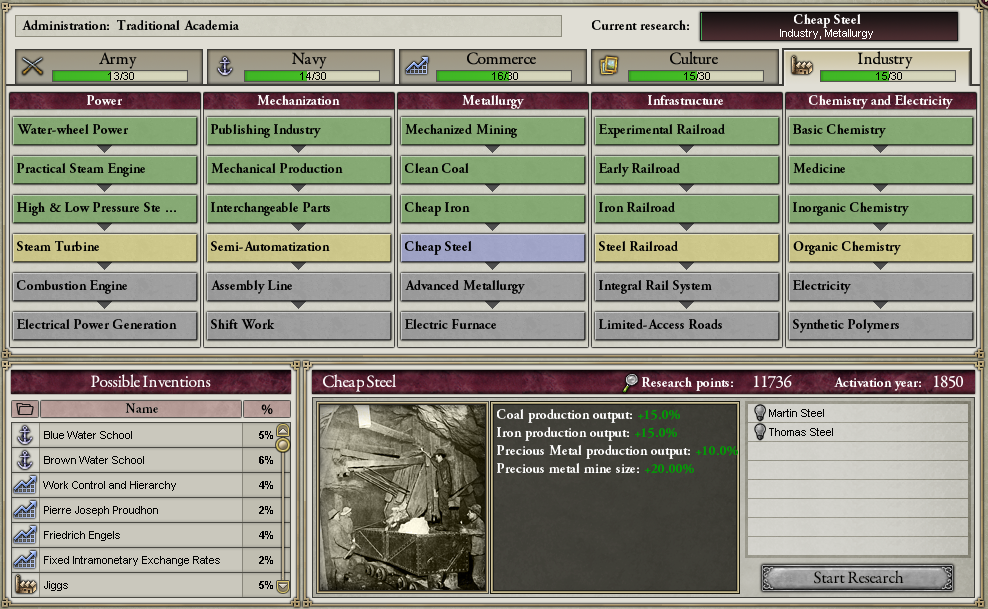 Administration: Traditional Academia
Current research:
Cheap Steel
Industry, Metallurgy
Army
13/30
Navy
14/30
Commerce
16/30
Culture
15/30
Industry
15/30
Power
Mechanization
Metallurgy
Infrastructure
Chemistry and Electricity
Water-wheel Power
Publishing Industry
Mechanized Mining
Experimental Railroad
Basic Chemistry
Practical Steam Engine
Mechanical Production
Clean Coal
Early Railroad
Medicine
High & Low Pressure Ste ...
Interchangeable Parts
Cheap Iron
Iron Railroad
Inorganic Chemistry
Steam Turbine
Semi-Automatization
Cheap Steel
Steel Railroad
Organic Chemistry
Combustion Engine
Assembly Line
Advanced Metallurgy
Integral Rail System
Electricity
Electrical Power Generation
Shift Work
Electric Furnace
Limited-Access Roads
Synthetic Polymers
Possible Inventions
Name %
Blue Water School 5%
Brown Water School 6%
Work Control and Hierarchy 4%
Pierre Joseph Proudhon 2%
Friedrich Engels 4%
Fixed Intramonetary Exchange Rates 2%
Jiggs 5%
Cheap Steel
Research points: 11736
Activation year: 1850
Coal production output: +15.0%
Iron production output: +15.0%
Precious Metal production output: +10.0%
Precious metal mine size: +20.00%
Martin Steel
Thomas Steel
Start Research